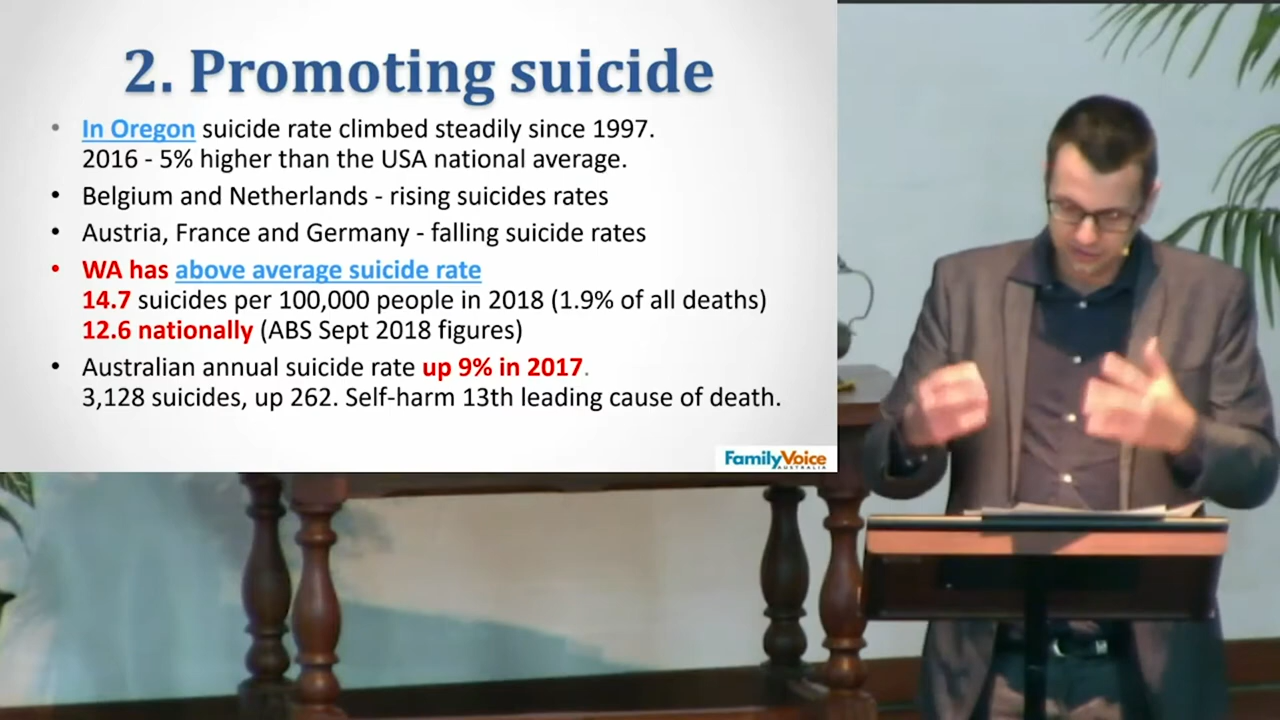 2. Promoting suicide
• In Oregon suicide rate climbed steadily since 1997.
2016 - 5% higher than the USA national average.
• Belgium and Netherlands - rising suicides rates
• Austria, France and Germany - falling suicide rates
• WA has above average suicide rate
14.7 suicides per 100,000 people in 2018 (1.9% of all deaths)
12.6 nationally (ABS Sept 2018 figures)
• Australian annual suicide rate up 9% in 2017.
3,128 suicides, up 262. Self-harm 13th leading cause of death.
FamilyVoice
AUSTRALIA